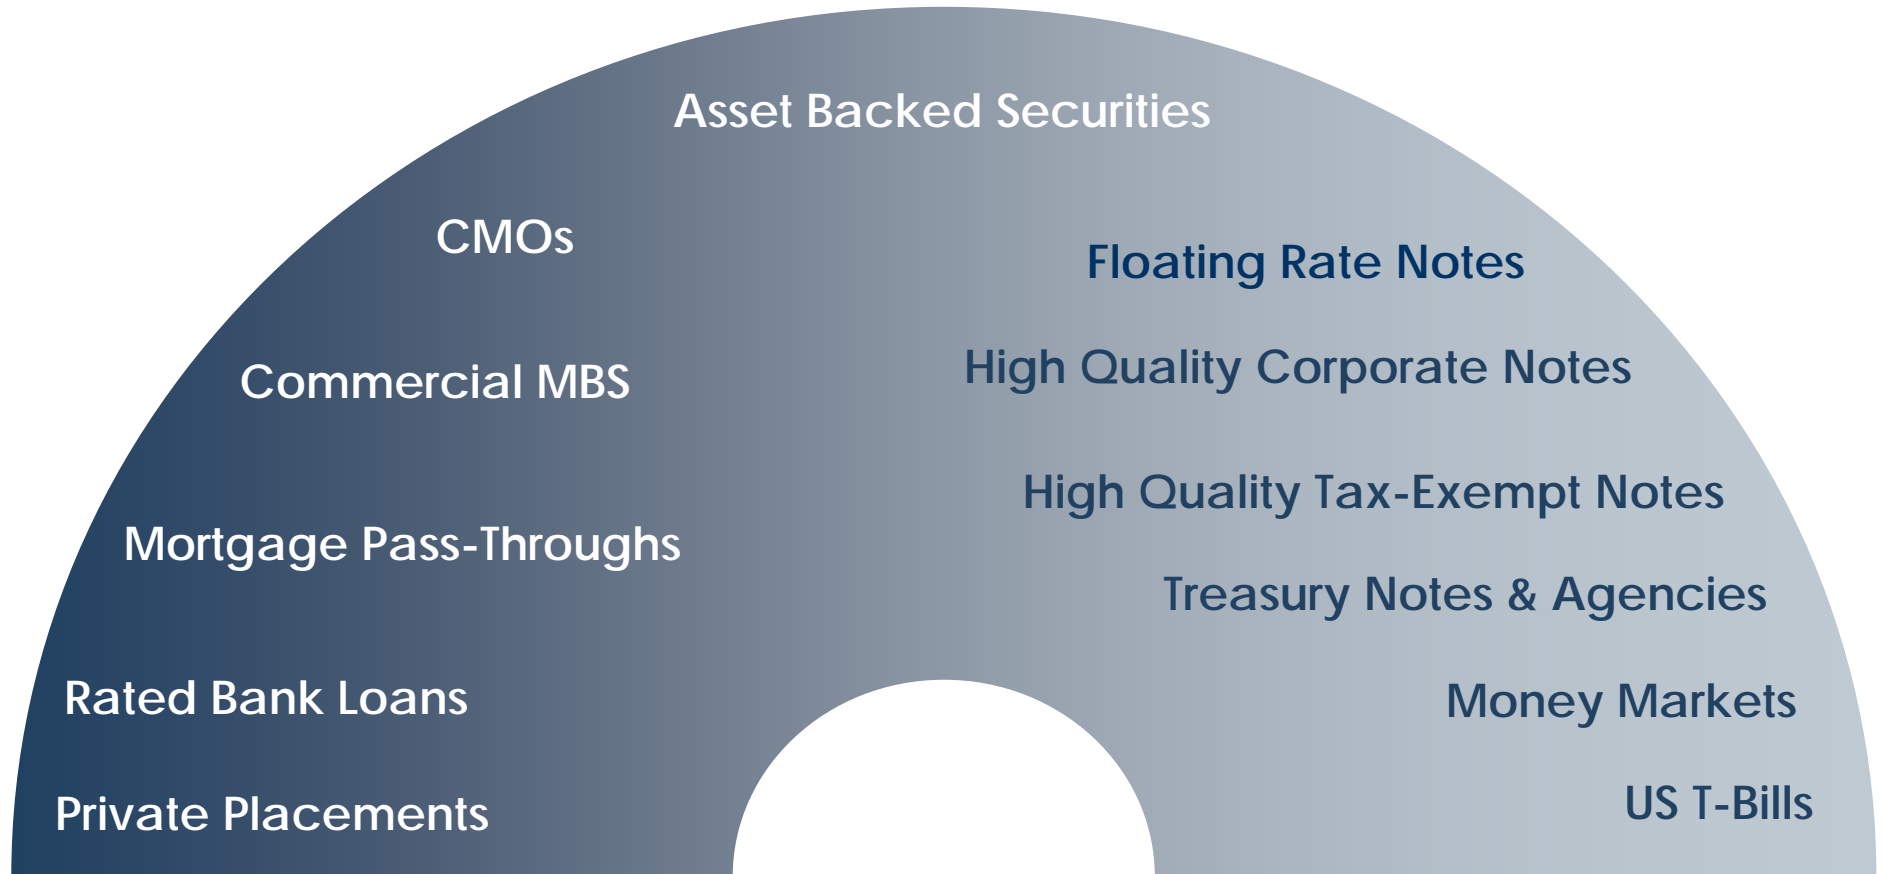 Asset Backed Securities
CMOs
Floating Rate Notes
High Quality Corporate Notes
Commercial MBS
High Quality Tax-Exempt Notes
Mortgage Pass-Throughs
Treasury Notes & Agencies
Rated Bank Loans
Money Markets
Private Placements
US T-Bills